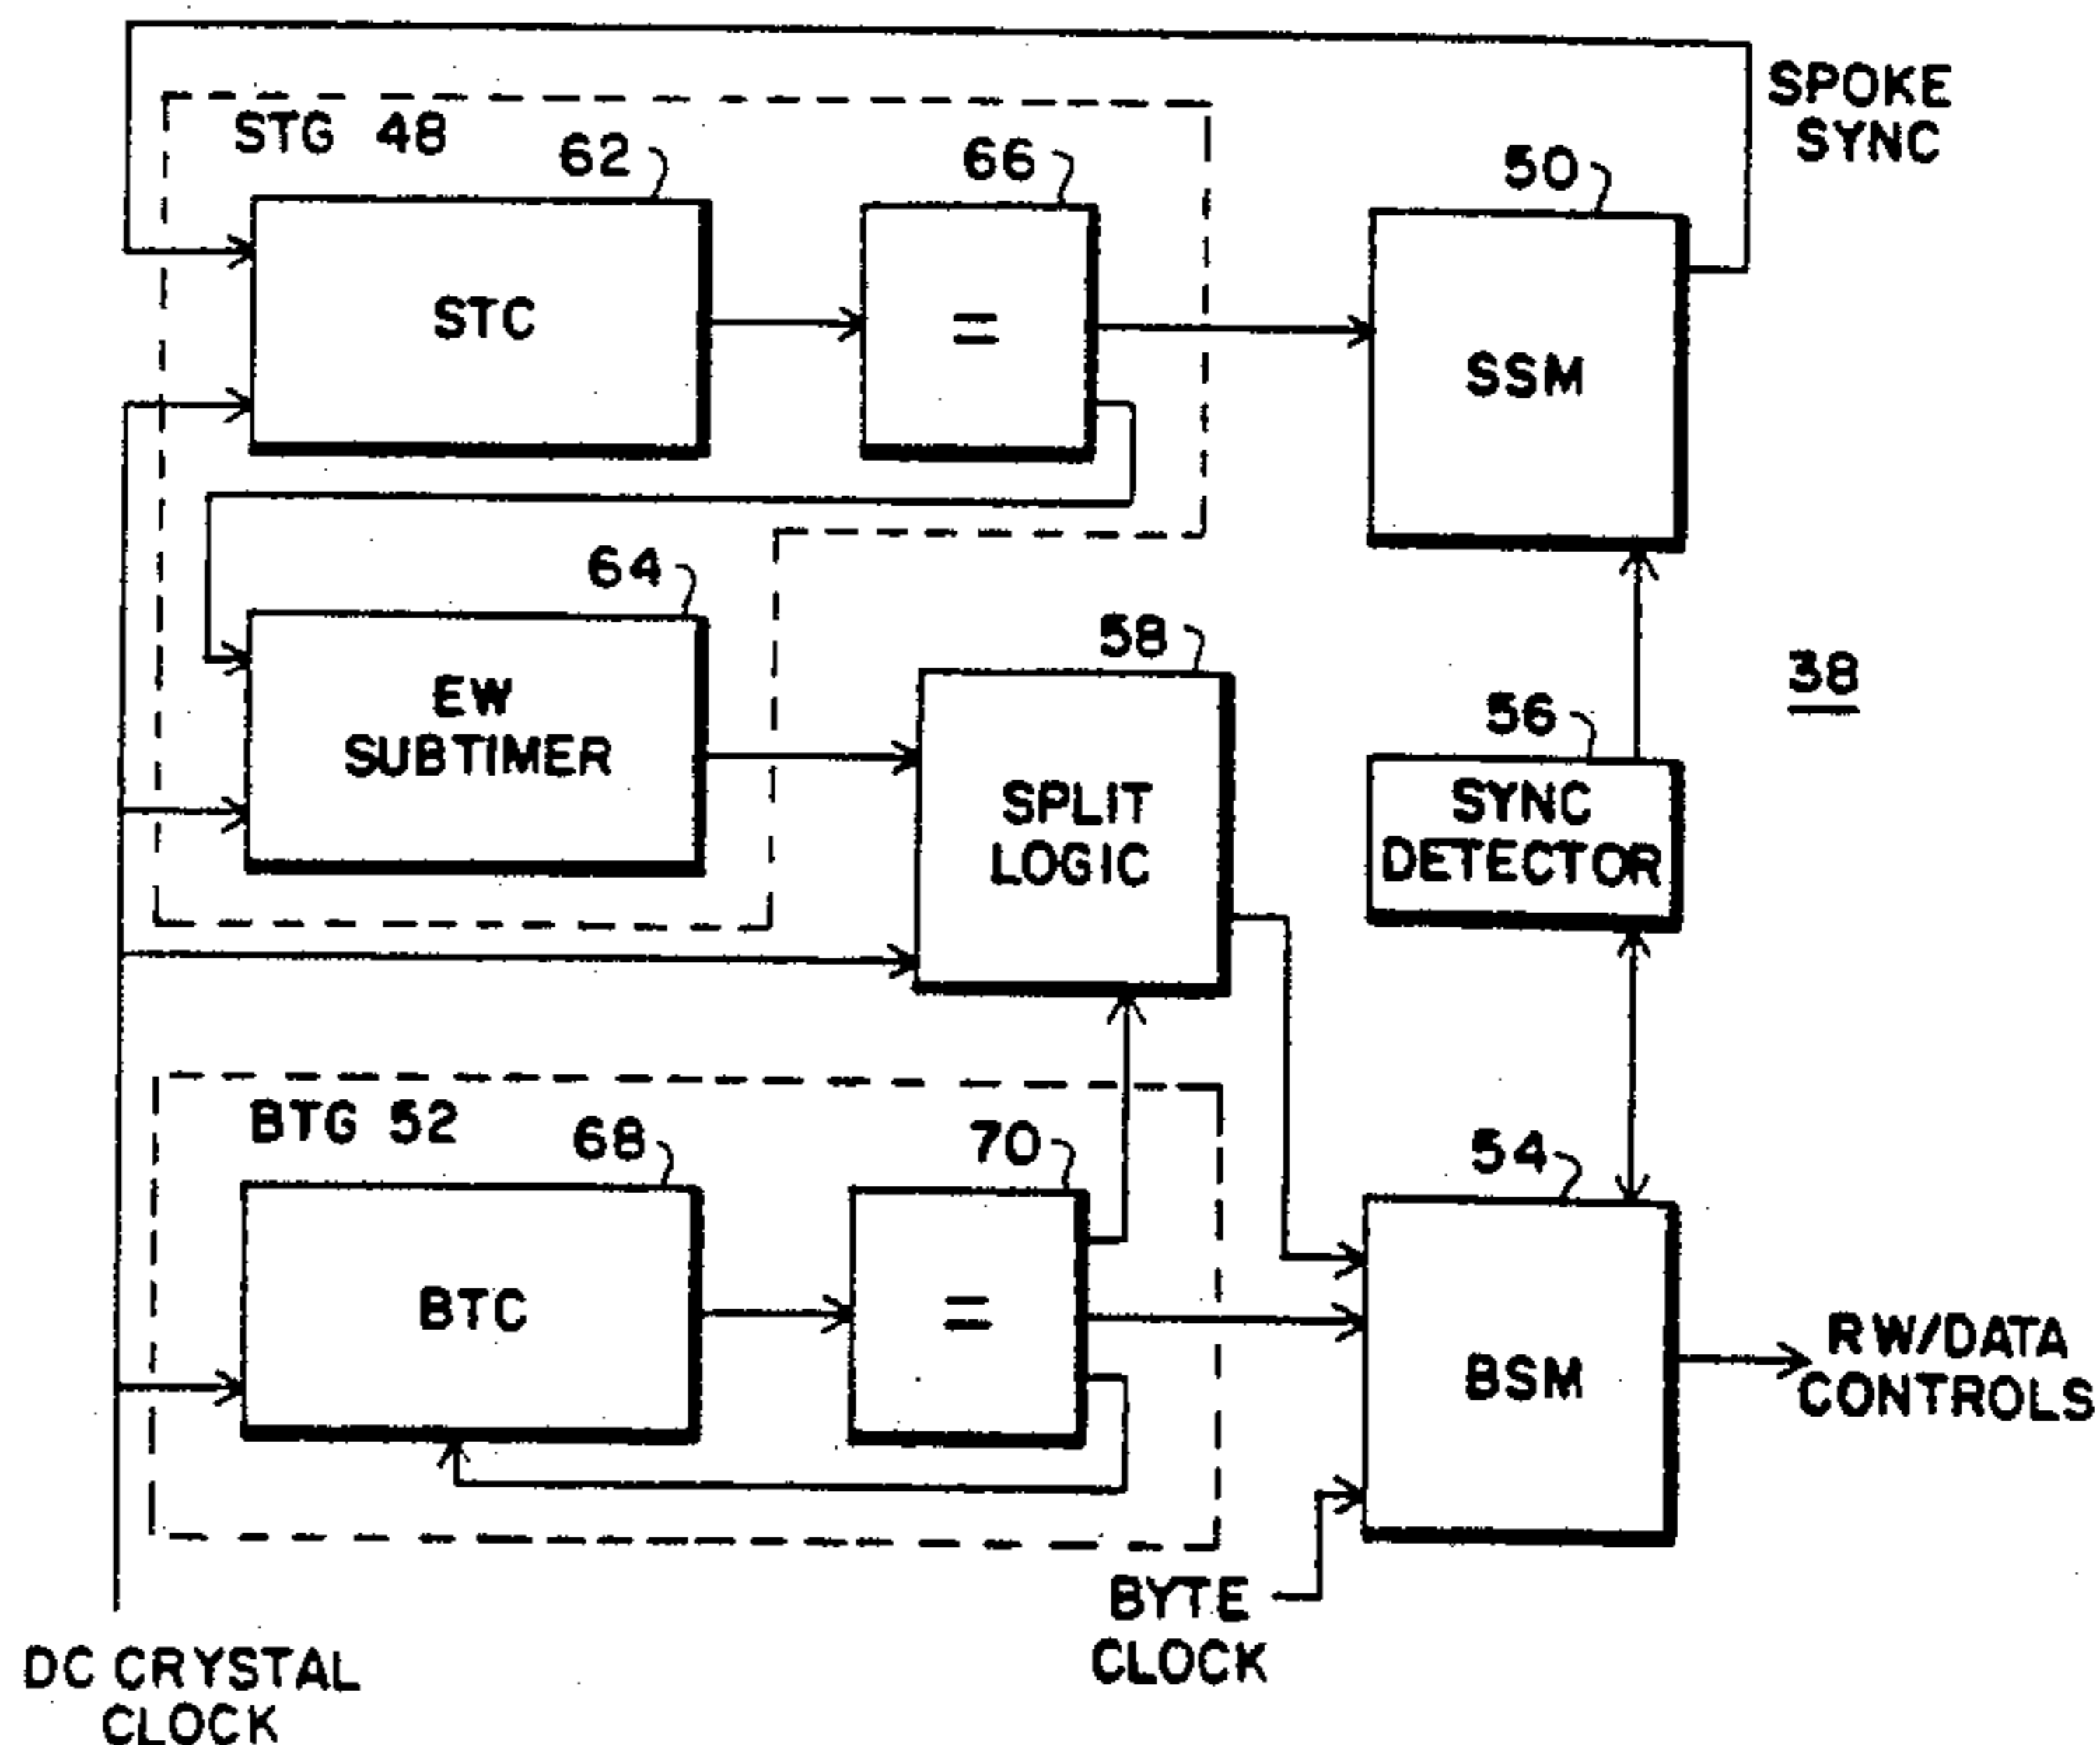 SPOKE
SYNC
STG 48
62
66
50
STC
=
SSM
64
58
38
EW
SUBTIMER
56
SPLIT
LOGIC
SYNC
DETECTOR
BTG 52
68
70
54
BTC
=
BSM
RW/DATA
CONTROLS
BYTE
CLOCK
DC CRYSTAL
CLOCK